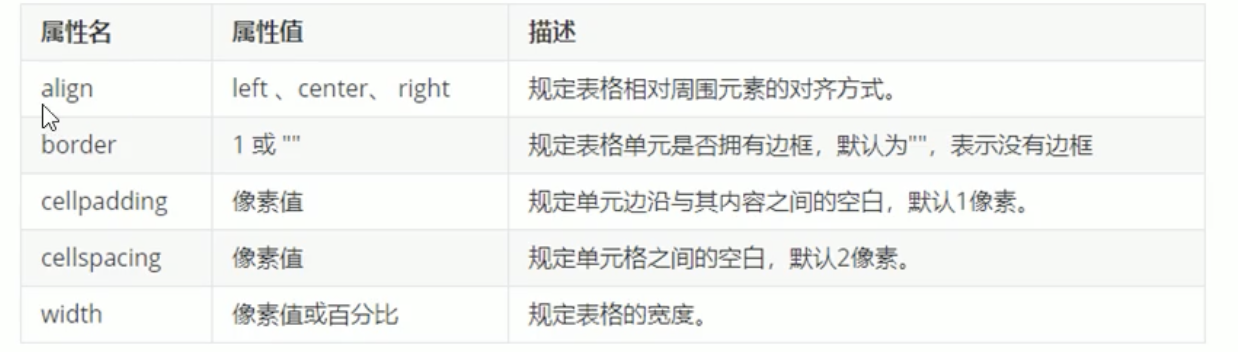 属性名 属性值 描述
align left 、center、 right 规定表格相对周围元素的对齐方式。
border 1 或 "" 规定表格单元是否拥有边框，默认为""，表示没有边框
cellpadding 像素值 规定单元边沿与其内容之间的空白，默认1像素。
cellspacing 像素值 规定单元格之间的空白，默认2像素。
width 像素值或百分比 规定表格的宽度。